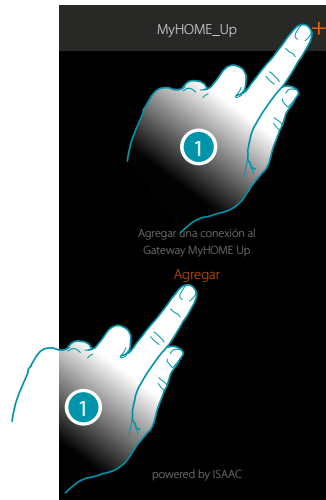 MyHOME_Up
+
1
Agregar una conexión al
Gateway MyHOME Up
Agregar
1
powered by ISAAC